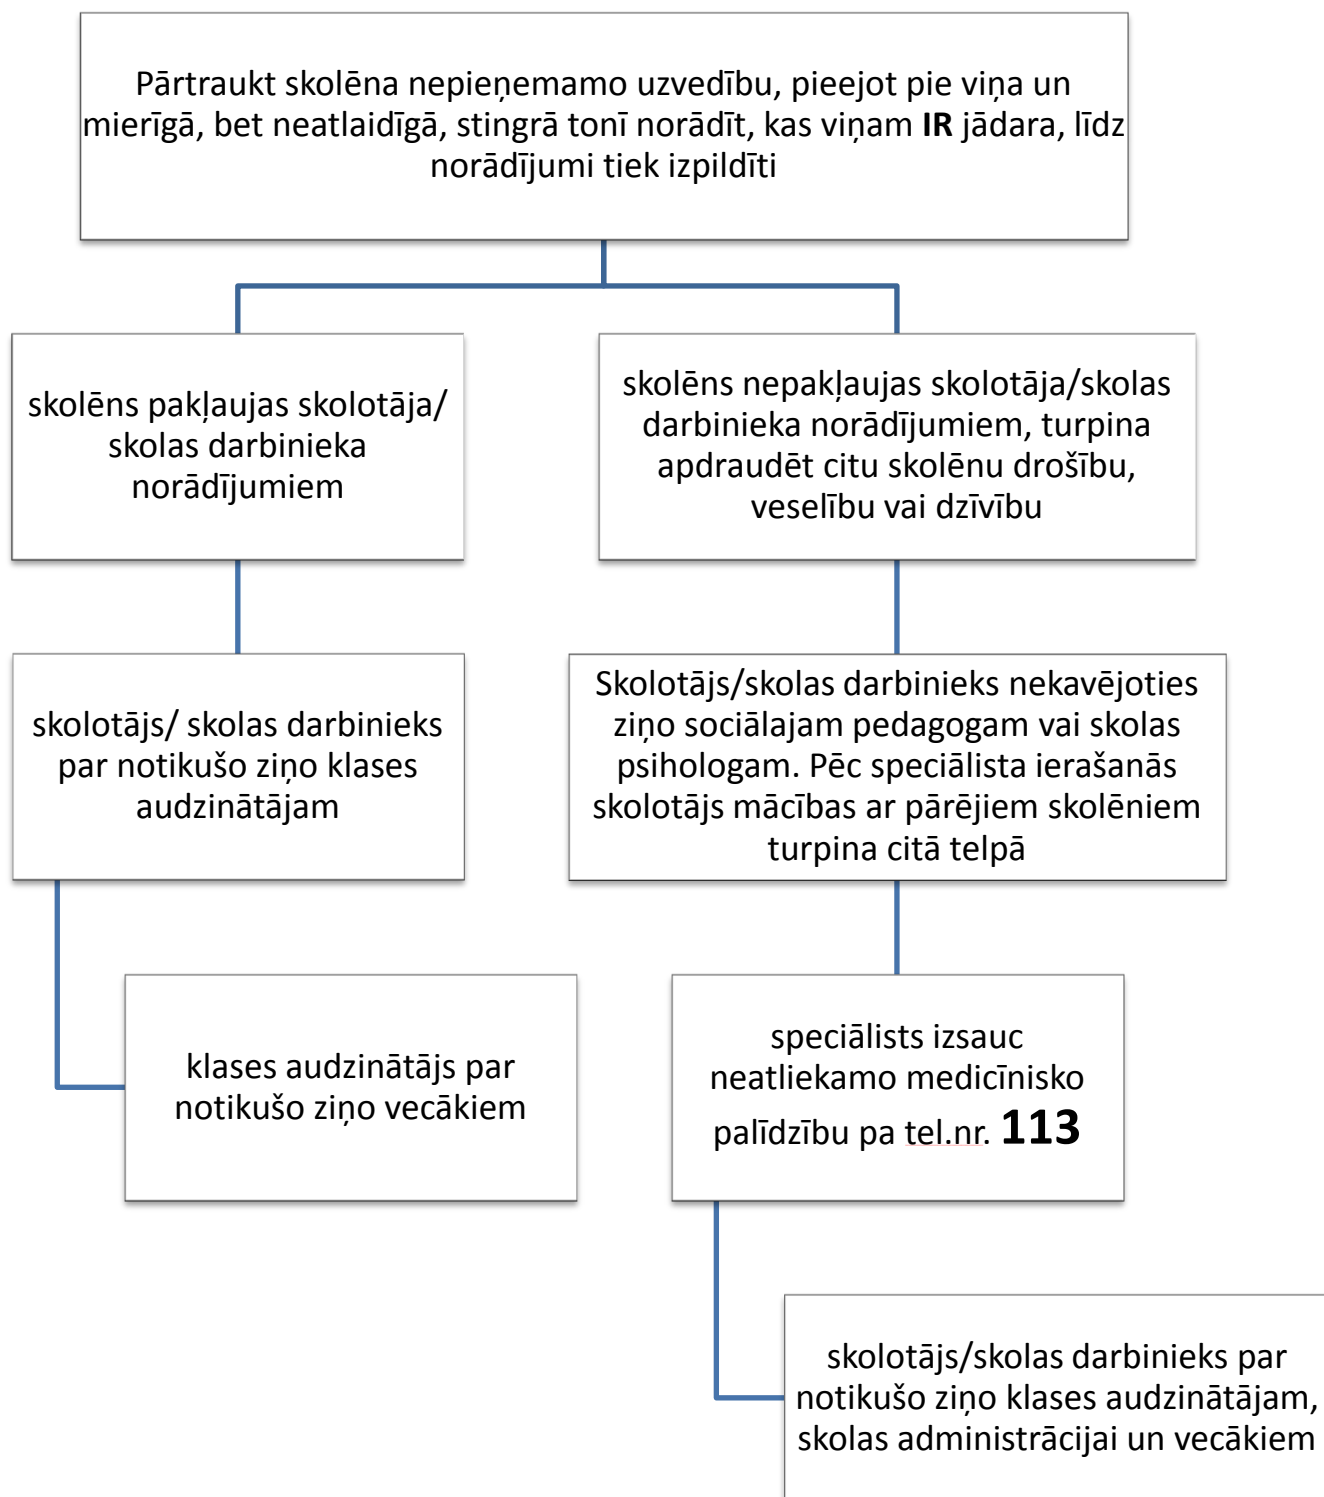 Pārtraukt skolēna nepieņemamo uzvedību, pieejot pie viņa un
mierīgā, bet neatlaidīgā, stingrā tonī norādīt, kas viņam IR jādara, līdz
norādījumi tiek izpildīti
skolēns pakļaujas skolotāja/
skolas darbinieka
norādījumiem
skolēns nepakļaujas skolotāja/skolas
darbinieka norādījumiem, turpina
apdraudēt citu skolēnu drošību,
veselību vai dzīvību
skolotājs/ skolas darbinieks
par notikušo ziņo klases
audzinātājam
Skolotājs/skolas darbinieks nekavējoties
ziņo sociālajam pedagogam vai skolas
psihologam. Pēc speciālista ierašanās
skolotājs mācības ar pārējiem skolēniem
turpina citā telpā
klases audzinātājs par
notikušo ziņo vecākiem
speciālists izsauc
neatliekamo medicīnisko
palīdzību pa tel.nr. 113
skolotājs/skolas darbinieks par
notikušo ziņo klases audzinātājam,
skolas administrācijai un vecākiem